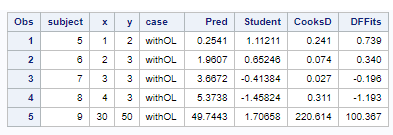 Obs subject x y case Pred Student CooksD DFFits
1 5 1 2 withOL 0.2541 1.11211 0.241 0.739
2 6 2 3 withOL 1.9607 0.65246 0.074 0.340
3 7 3 3 withOL 3.6672 -0.41384 0.027 -0.196
4 8 4 3 withOL 5.3738 -1.45824 0.311 -1.193
5 9 30 50 withOL 49.7443 1.70658 220.614 100.367